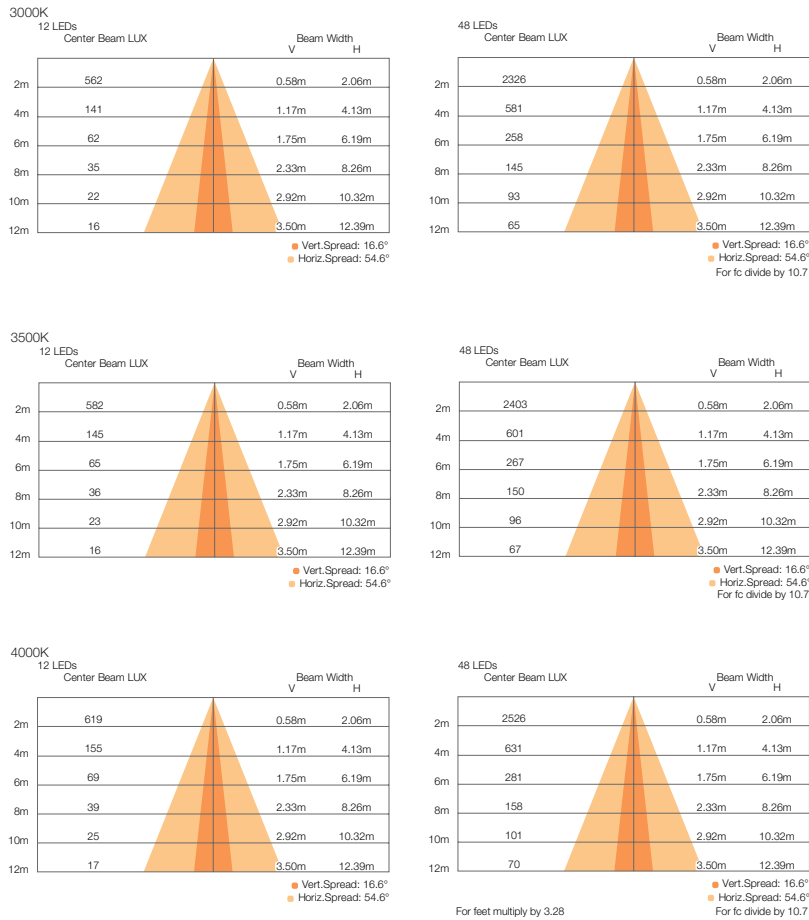 3000K
12 LEDs
Center Beam LUX Beam Width
V H
2m 562 0.58m 2.06m
4m 141 1.17m 4.13m
6m 62 1.75m 6.19m
8m 35 2.33m 8.26m
10m 22 2.92m 10.32m
12m 16 3.50m 12.39m
Vert.Spread: 16.6°
Horiz.Spread: 54.6°
48 LEDs
Center Beam LUX Beam Width
V H
2m 2326 0.58m 2.06m
4m 581 1.17m 4.13m
6m 258 1.75m 6.19m
8m 145 2.33m 8.26m
10m 93 2.92m 10.32m
12m 65 3.50m 12.39m
Vert.Spread: 16.6°
Horiz.Spread: 54.6°
For fc divide by 10.7
3500K
12 LEDs
Center Beam LUX Beam Width
V H
2m 582 0.58m 2.06m
4m 145 1.17m 4.13m
6m 65 1.75m 6.19m
8m 36 2.33m 8.26m
10m 23 2.92m 10.32m
12m 16 3.50m 12.39m
Vert.Spread: 16.6°
Horiz.Spread: 54.6°
48 LEDs
Center Beam LUX Beam Width
V H
2m 2403 0.58m 2.06m
4m 601 1.17m 4.13m
6m 267 1.75m 6.19m
8m 150 2.33m 8.26m
10m 96 2.92m 10.32m
12m 67 3.50m 12.39m
Vert.Spread: 16.6°
Horiz.Spread: 54.6°
For fc divide by 10.7
4000K
12 LEDs
Center Beam LUX Beam Width
V H
2m 619 0.58m 2.06m
4m 155 1.17m 4.13m
6m 69 1.75m 6.19m
8m 39 2.33m 8.26m
10m 25 2.92m 10.32m
12m 17 3.50m 12.39m
Vert.Spread: 16.6°
Horiz.Spread: 54.6°
48 LEDs
Center Beam LUX Beam Width
V H
2m 2526 0.58m 2.06m
4m 631 1.17m 4.13m
6m 281 1.75m 6.19m
8m 158 2.33m 8.26m
10m 101 2.92m 10.32m
12m 70 3.50m 12.39m
Vert.Spread: 16.6°
Horiz.Spread: 54.6°
For feet multiply by 3.28 For fc divide by 10.7